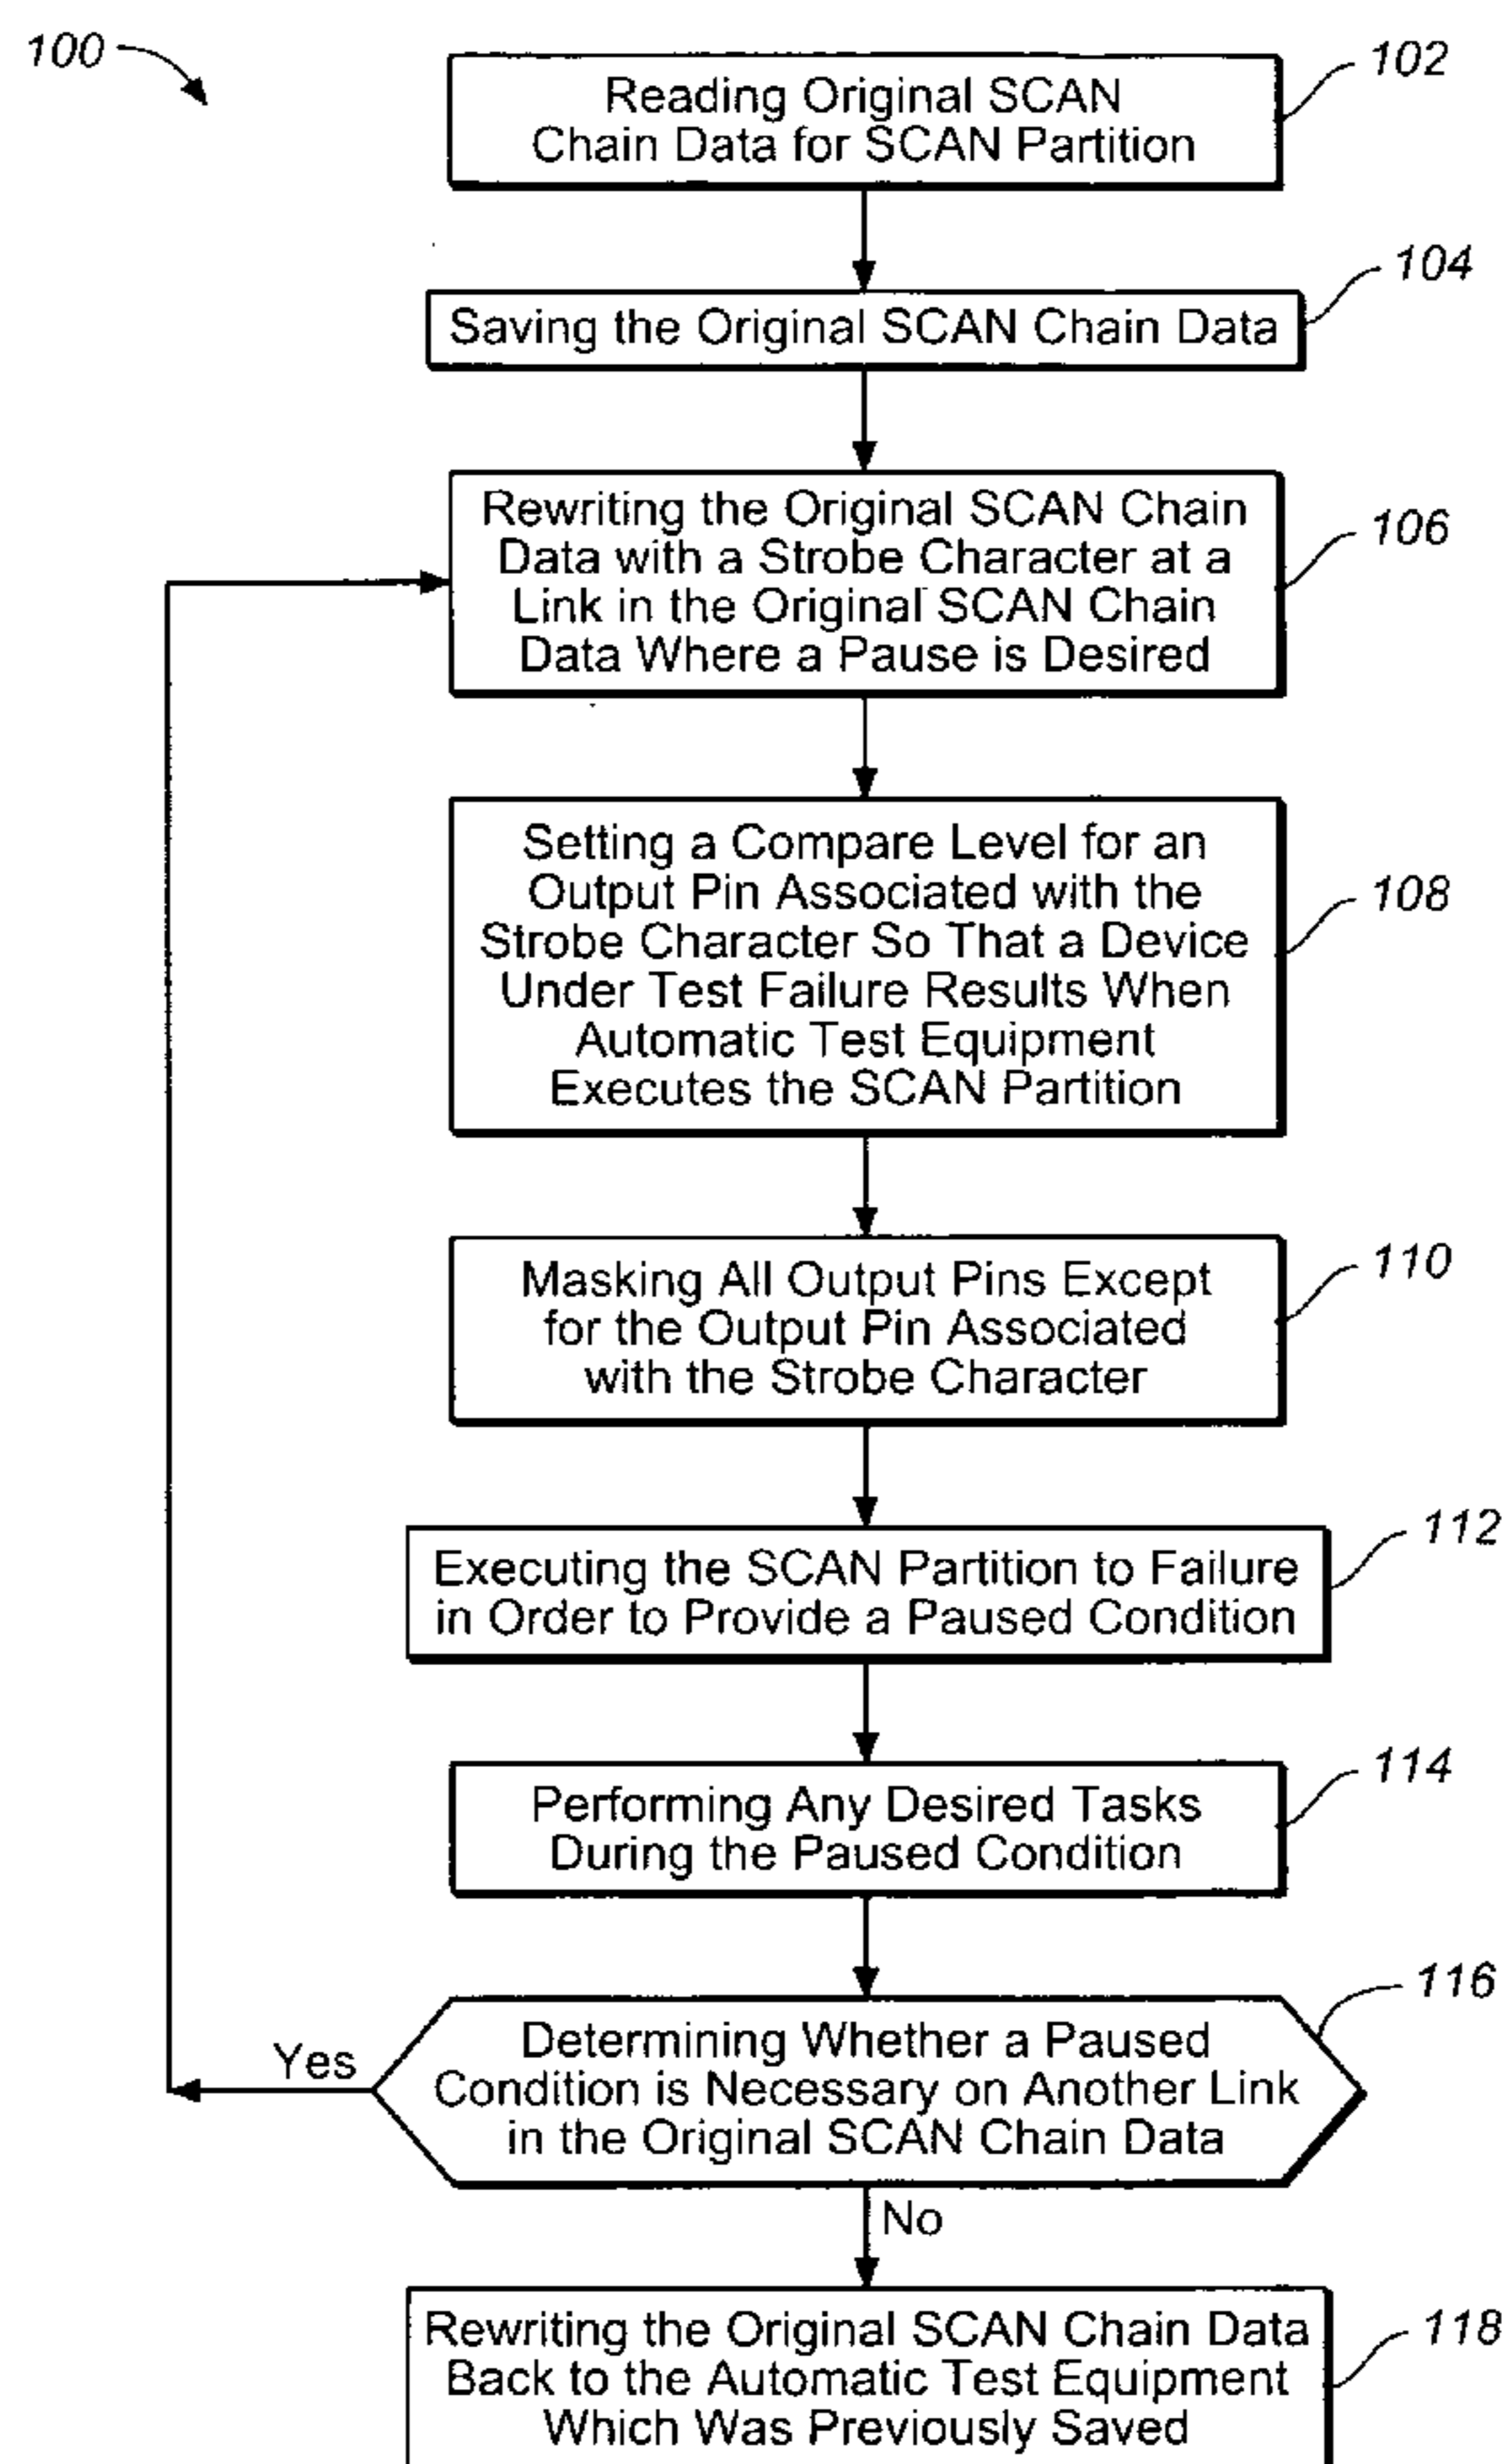 100
102
Reading Original SCAN
Chain Data for SCAN Partition
104
Saving the Original SCAN Chain Data
106
Rewriting the Original SCAN Chain
Data with a Strobe Character at a
Link in the Original SCAN Chain
Data Where a Pause is Desired
108
Setting a Compare Level for an
Output Pin Associated with the
Strobe Character So That a Device
Under Test Failure Results When
Automatic Test Equipment
Executes the SCAN Partition
110
Masking All Output Pins Except
for the Output Pin Associated
with the Strobe Character
112
Executing the SCAN Partition to Failure
in Order to Provide a Paused Condition
114
Performing Any Desired Tasks
During the Paused Condition
116
Determining Whether a Paused
Condition is Necessary on Another Link
in the Original SCAN Chain Data
Yes
No
118
Rewriting the Original SCAN Chain Data
Back to the Automatic Test Equipment
Which Was Previously Saved